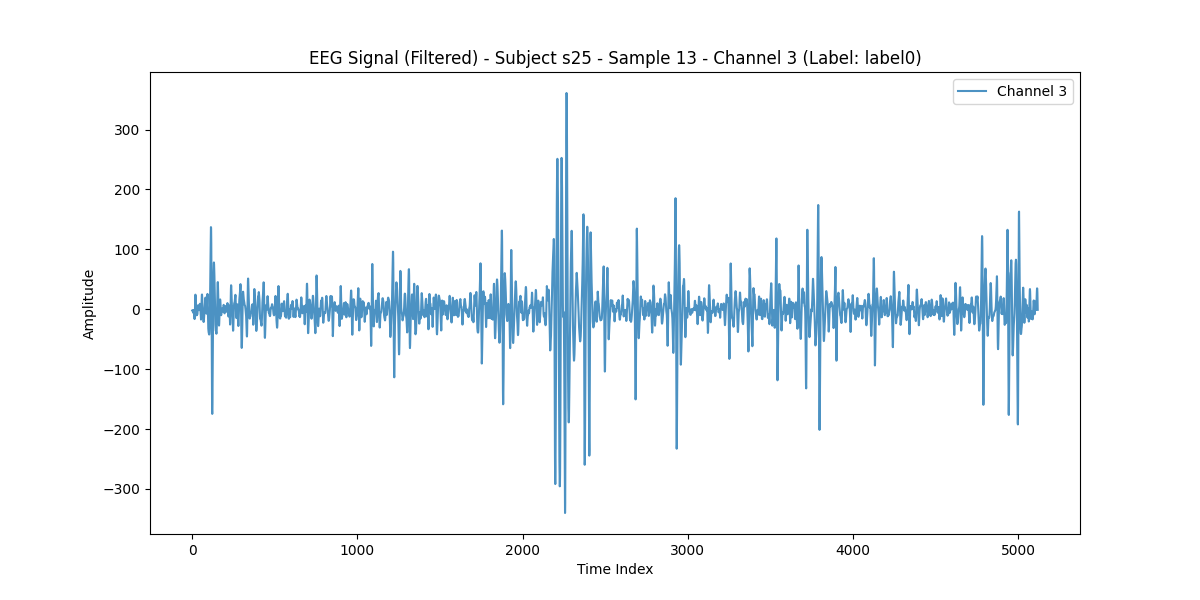 EEG Signal (Filtered) - Subject s25 - Sample 13 - Channel 3 (Label: label0)
Channel 3
300
200
100
0
−100
−200
−300
Amplitude
0 1000 2000 3000 4000 5000
Time Index